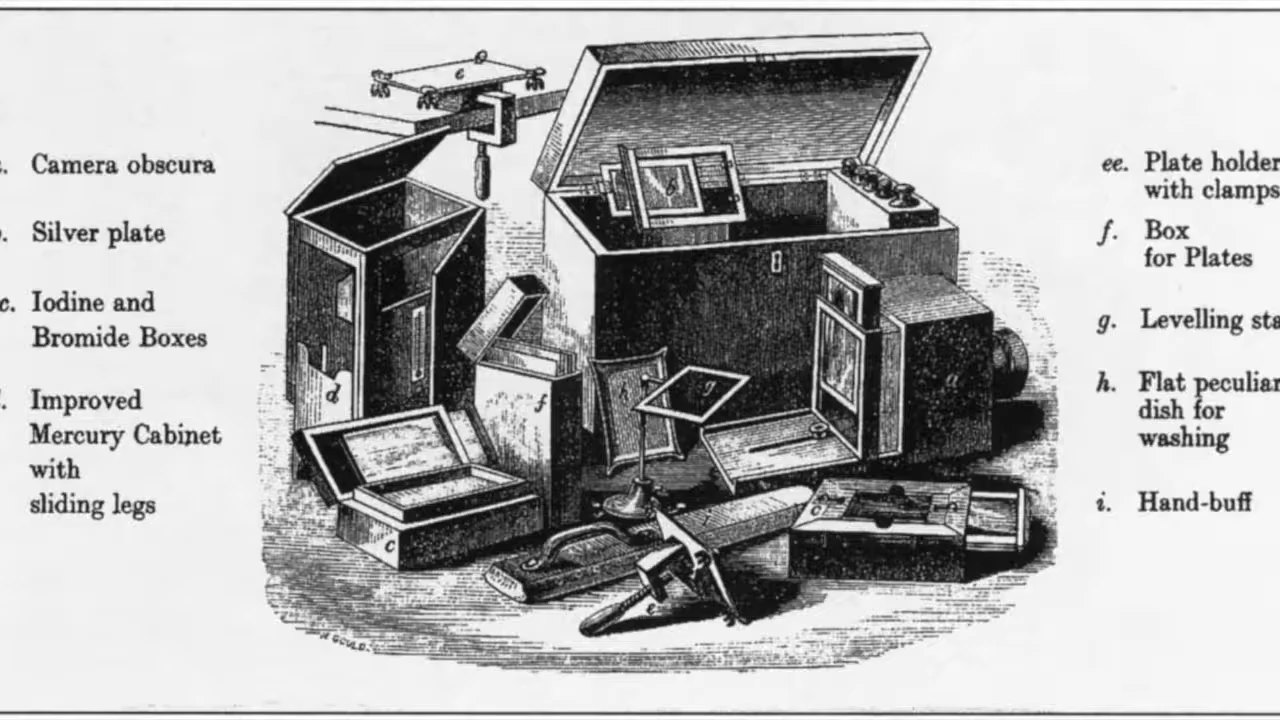 Camera obscura
Silver plate
c. Iodine and
Bromide Boxes
Improved
Mercury Cabinet
with
sliding legs
e
b
d
f
h
g
a
c
i
c
e
ee. Plate holder
with clamps
f. Box
for Plates
g. Levelling
h. Flat
dish for
washing
i. Hand-buff